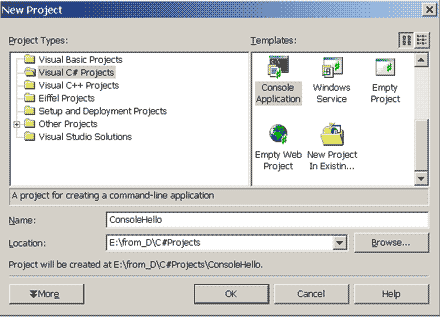 New Project
Project Types:
Templates:
Visual Basic Projects
Visual C# Projects
Visual C++ Projects
Eiffel Projects
Setup and Deployment Projects
Other Projects
Visual Studio Solutions
Console
Application
Windows
Service
Empty
Project
Empty Web
Project
New Project
In Existin...
A project for creating a command-line application
Name:
ConsoleHello
Location:
E:\from_D\C#Projects
Browse...
Project will be created at E:\from_D\C#Projects\ConsoleHello.
More
OK
Cancel
Help